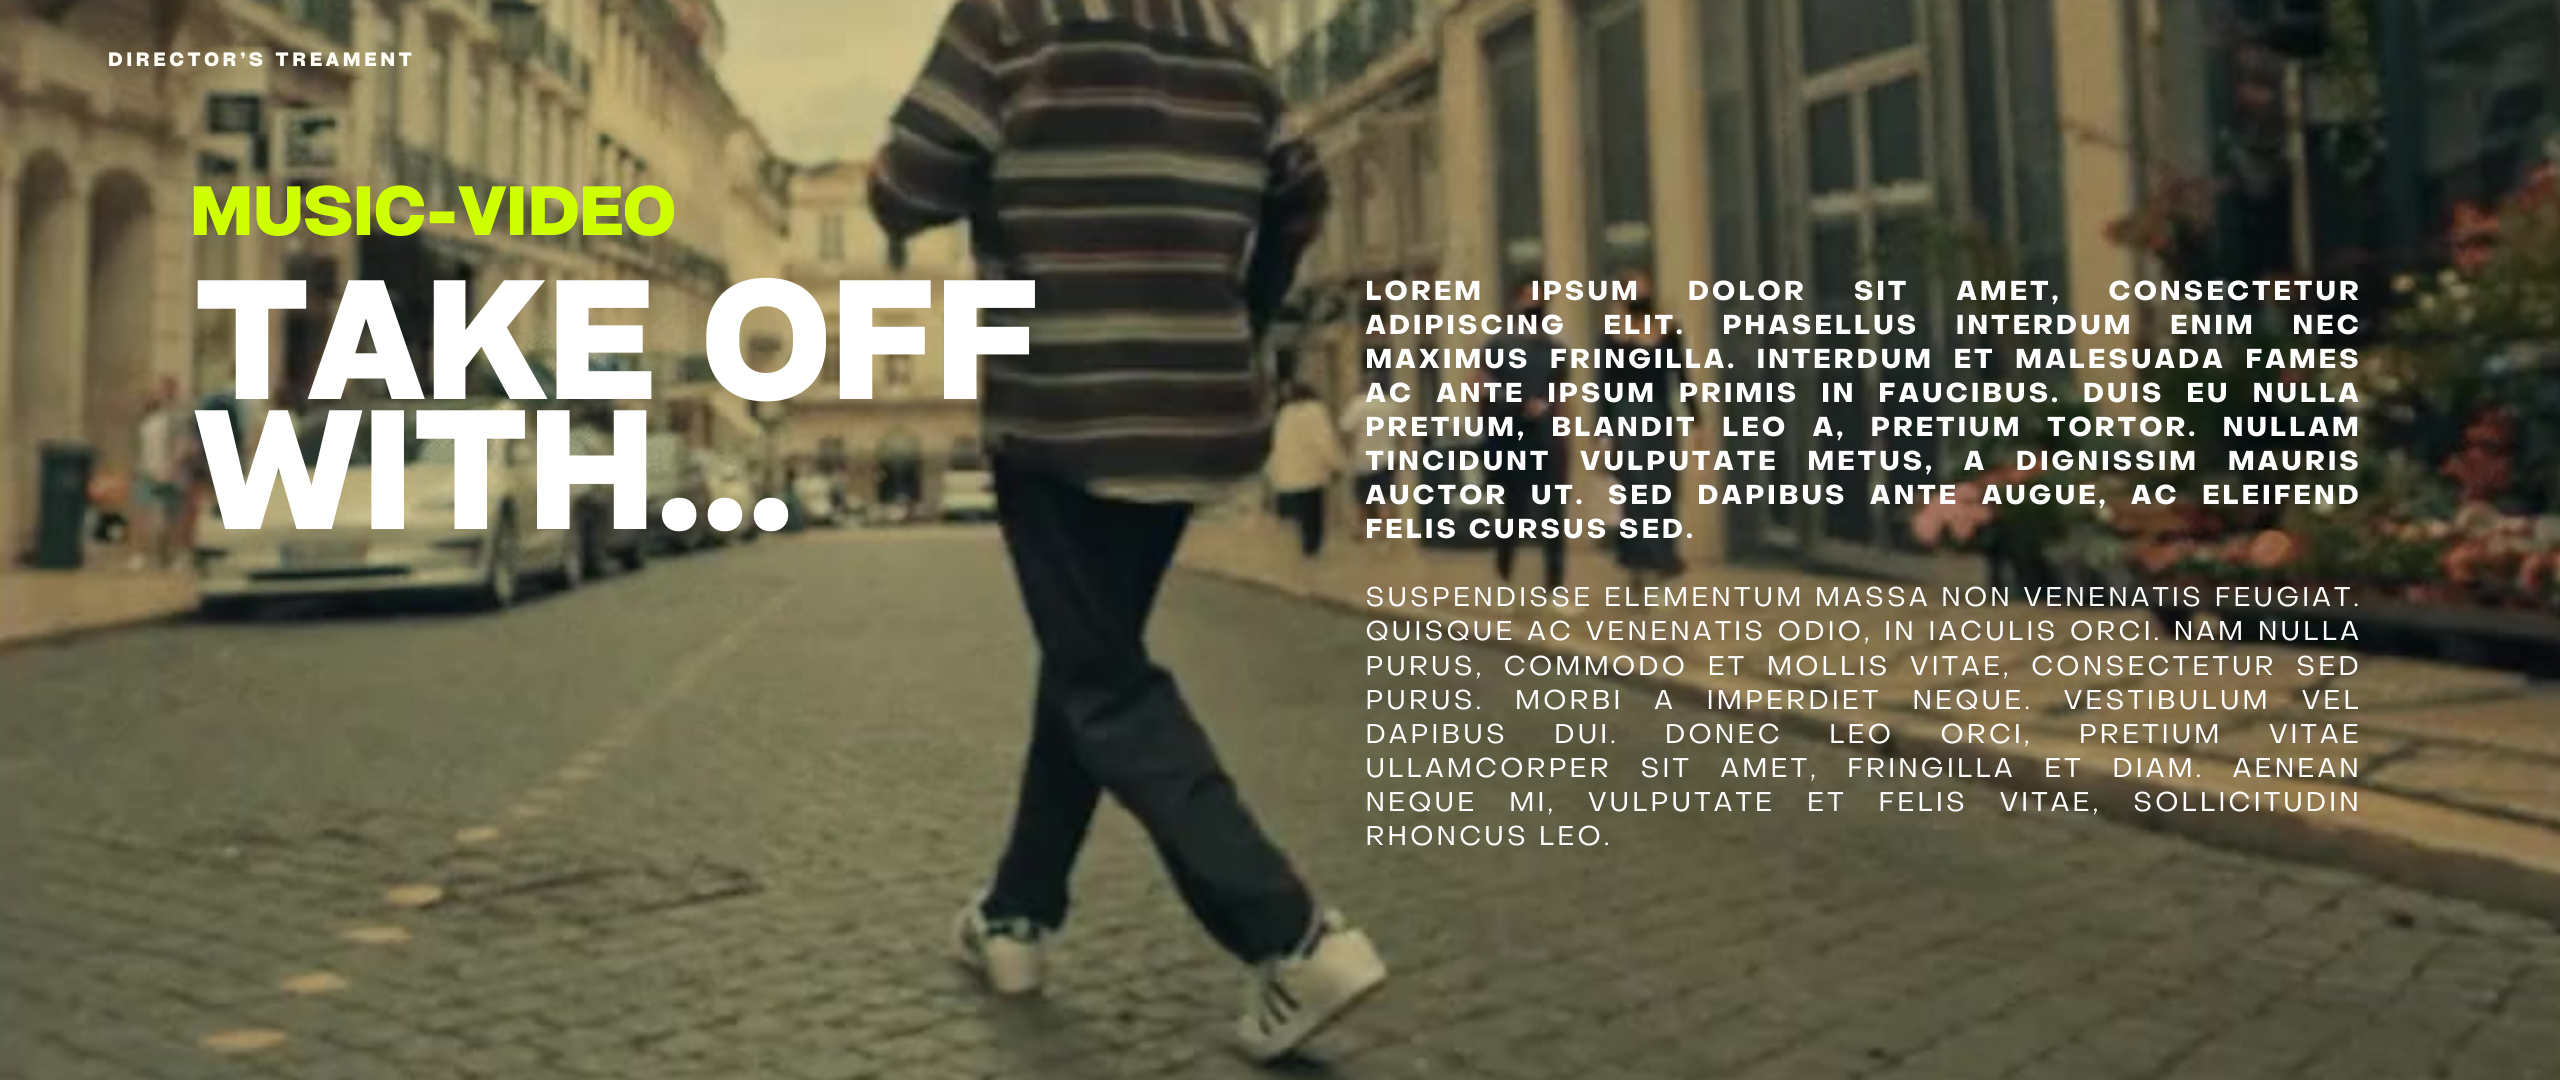 DIRECTOR’S TREAMENT
MUSIC-VIDEO
TAKE OFF
WITH...
LOREM IPSUM DOLOR SIT AMET, CONSECTETUR
ADIPISCING ELIT. PHASELLUS INTERDUM ENIM NEC
MAXIMUS FRINGILLA. INTERDUM ET MALESUADA FAMES
AC ANTE IPSUM PRIMIS IN FAUCIBUS. DUIS EU NULLA
PRETIUM, BLANDIT LEO A, PRETIUM TORTOR. NULLAM
TINCIDUNT VULPUTATE METUS, A DIGNISSIM MAURIS
AUCTOR UT. SED DAPIBUS ANTE AUGUE, AC ELEIFEND
FELIS CURSUS SED.
SUSPENDISSE ELEMENTUM MASSA NON VENENATIS FEUGIAT.
QUISQUE AC VENENATIS ODIO, IN IACULIS ORCI. NAM NULLA
PURUS, COMMODO ET MOLLIS VITAE, CONSECTETUR SED
PURUS. MORBI A IMPERDIET NEQUE. VESTIBULUM VEL
DAPIBUS DUI. DONEC LEO ORCI, PRETIUM VITAE
ULLAMCORPER SIT AMET, FRINGILLA ET DIAM. AENEAN
NEQUE MI, VULPUTATE ET FELIS VITAE, SOLLICITUDIN
RHONCUS LEO.